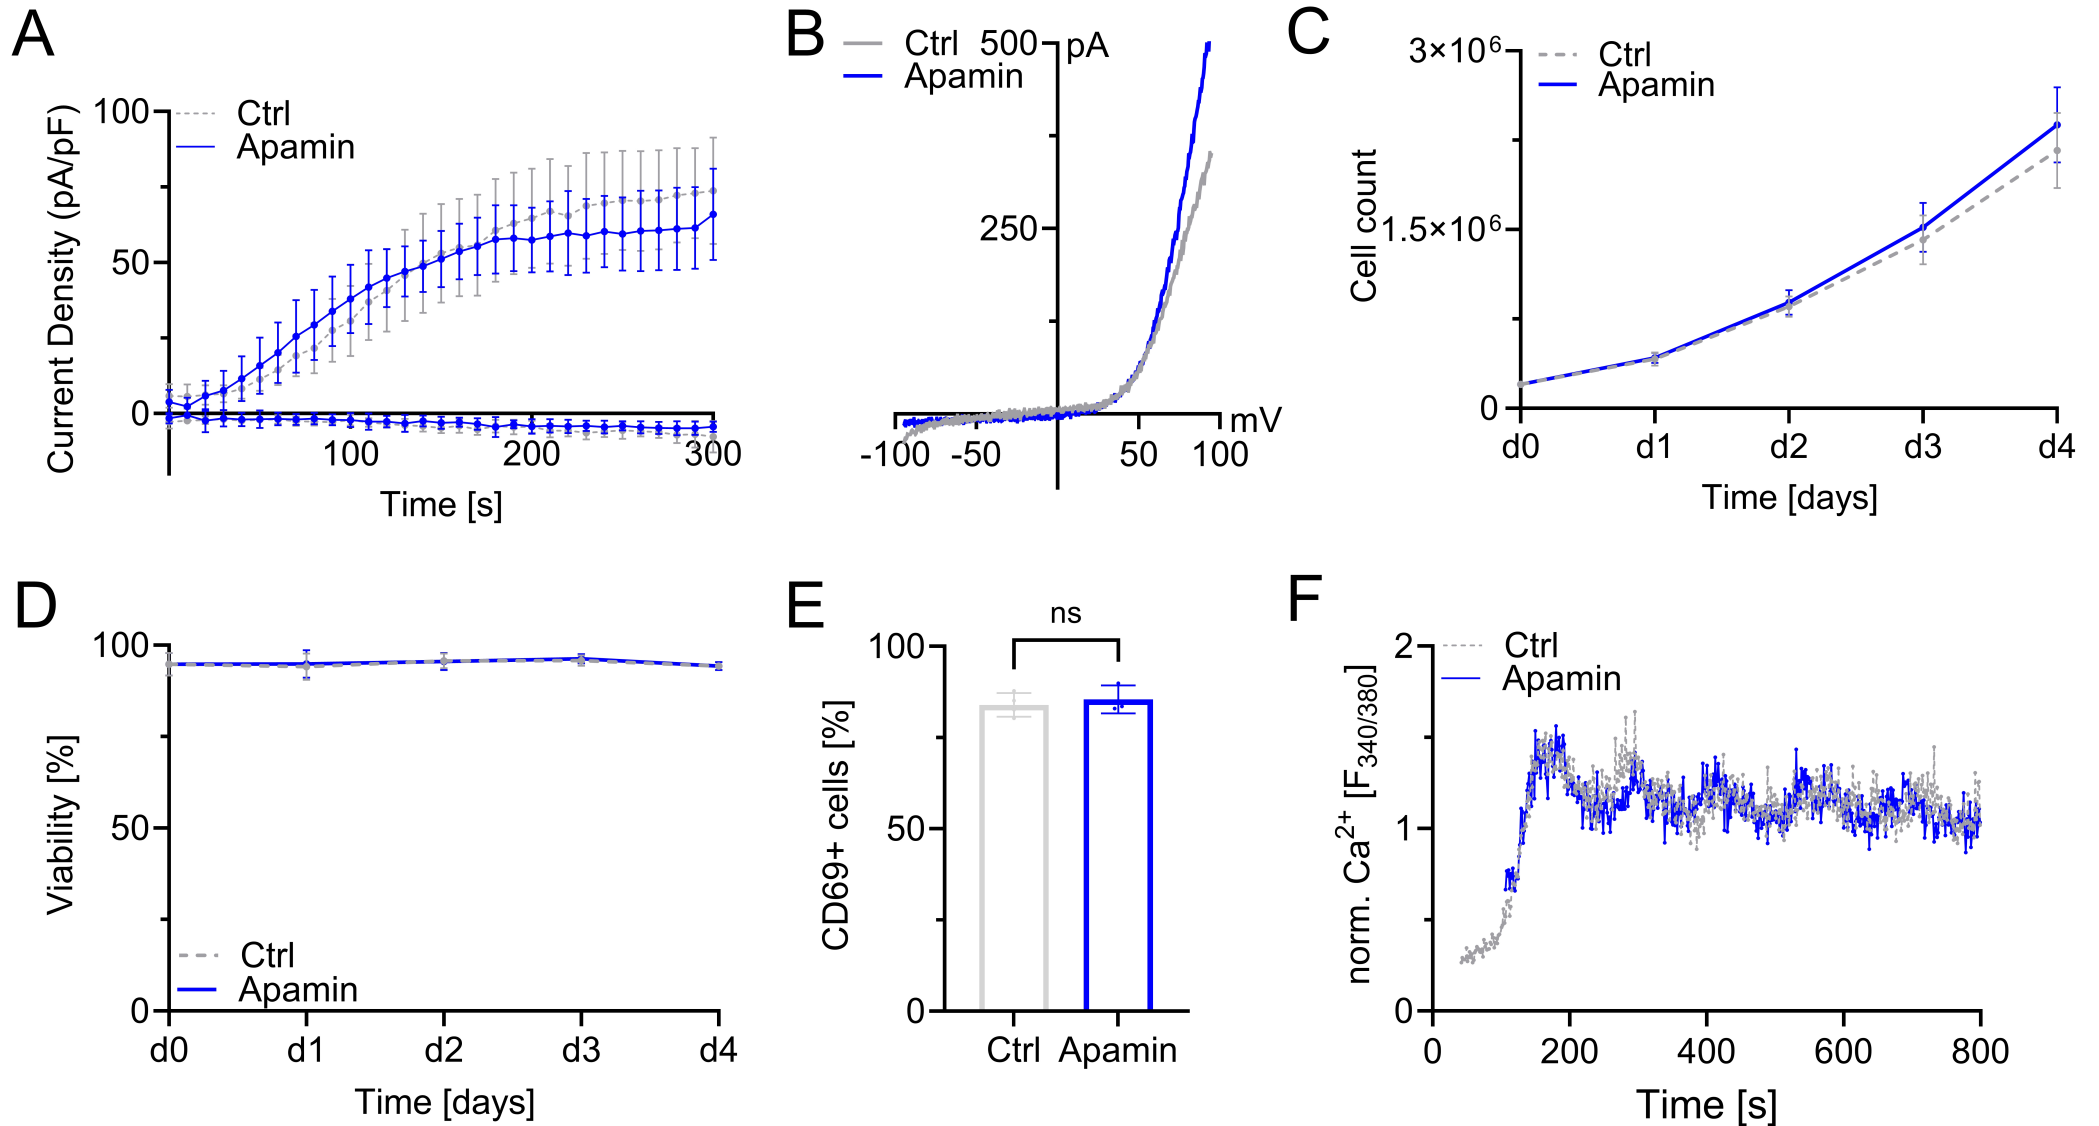 A
Current Density (pA/pF)
100
50
0
Ctrl
Apamin
100 200 300
Time [s]
B
Ctrl
Apamin
500
pA
250
mV
-100 -50 50 100
C
Cell count
3×10⁶
1.5×10⁶
0
Ctrl
Apamin
d0 d1 d2 d3 d4
Time [days]
D
Viability [%]
100
50
0
Ctrl
Apamin
d0 d1 d2 d3 d4
Time [days]
E
CD69+ cells [%]
100
50
0
ns
Ctrl Apamin
F
norm. Ca²⁺ [F₃₄₀/₃₈₀]
2
1
0
Ctrl
Apamin
0 200 400 600 800
Time [s]